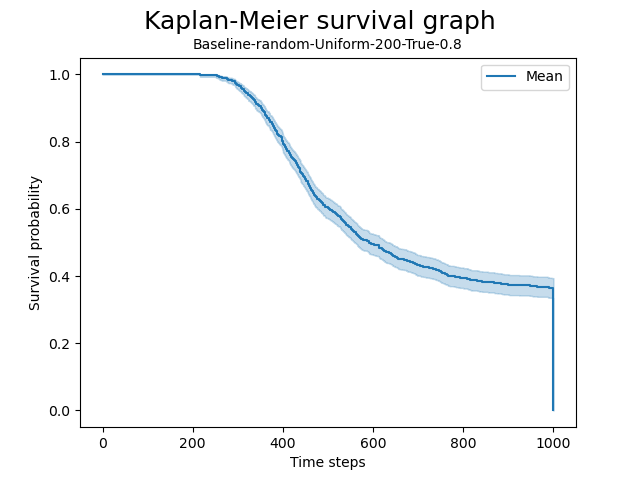 Kaplan-Meier survival graph
Baseline-random-Uniform-200-True-0.8
Mean
1.0
0.8
0.6
0.4
0.2
0.0
Survival probability
0 200 400 600 800 1000
Time steps